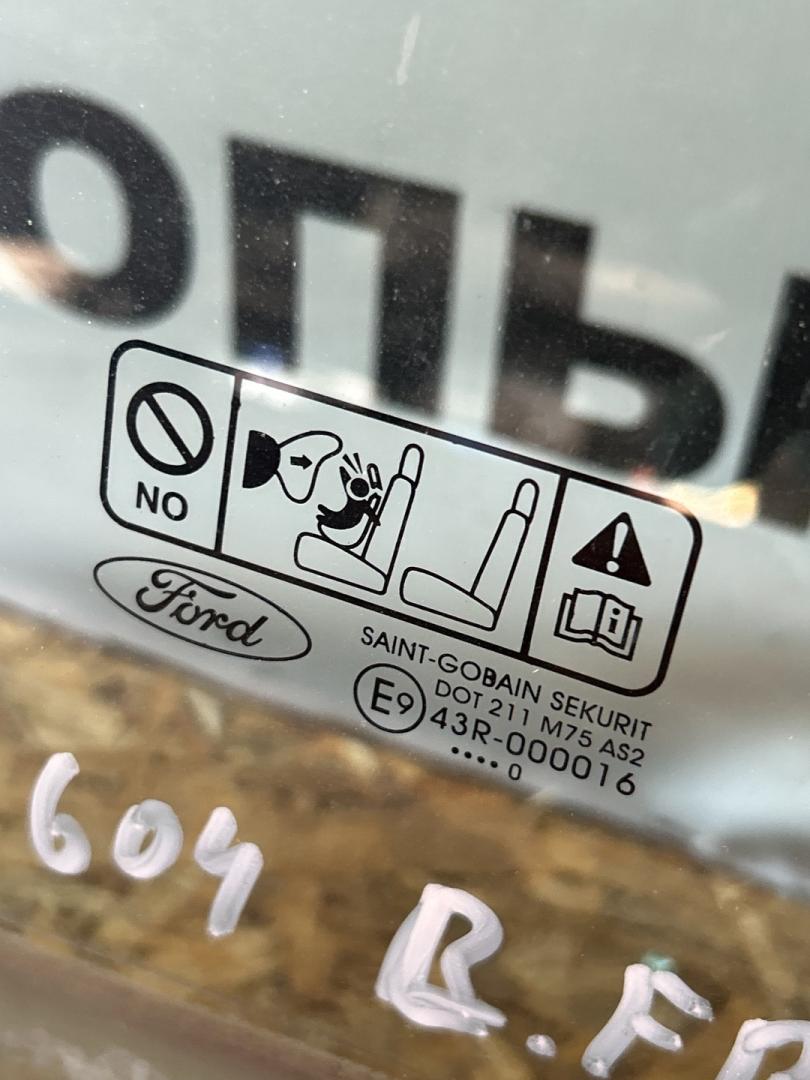 ОПЫ
NO
Ford
SAINT-GOBAIN SEKURIT
DOT 211 M75 AS2
E9 43R-000016
•••• 0
604
B.F